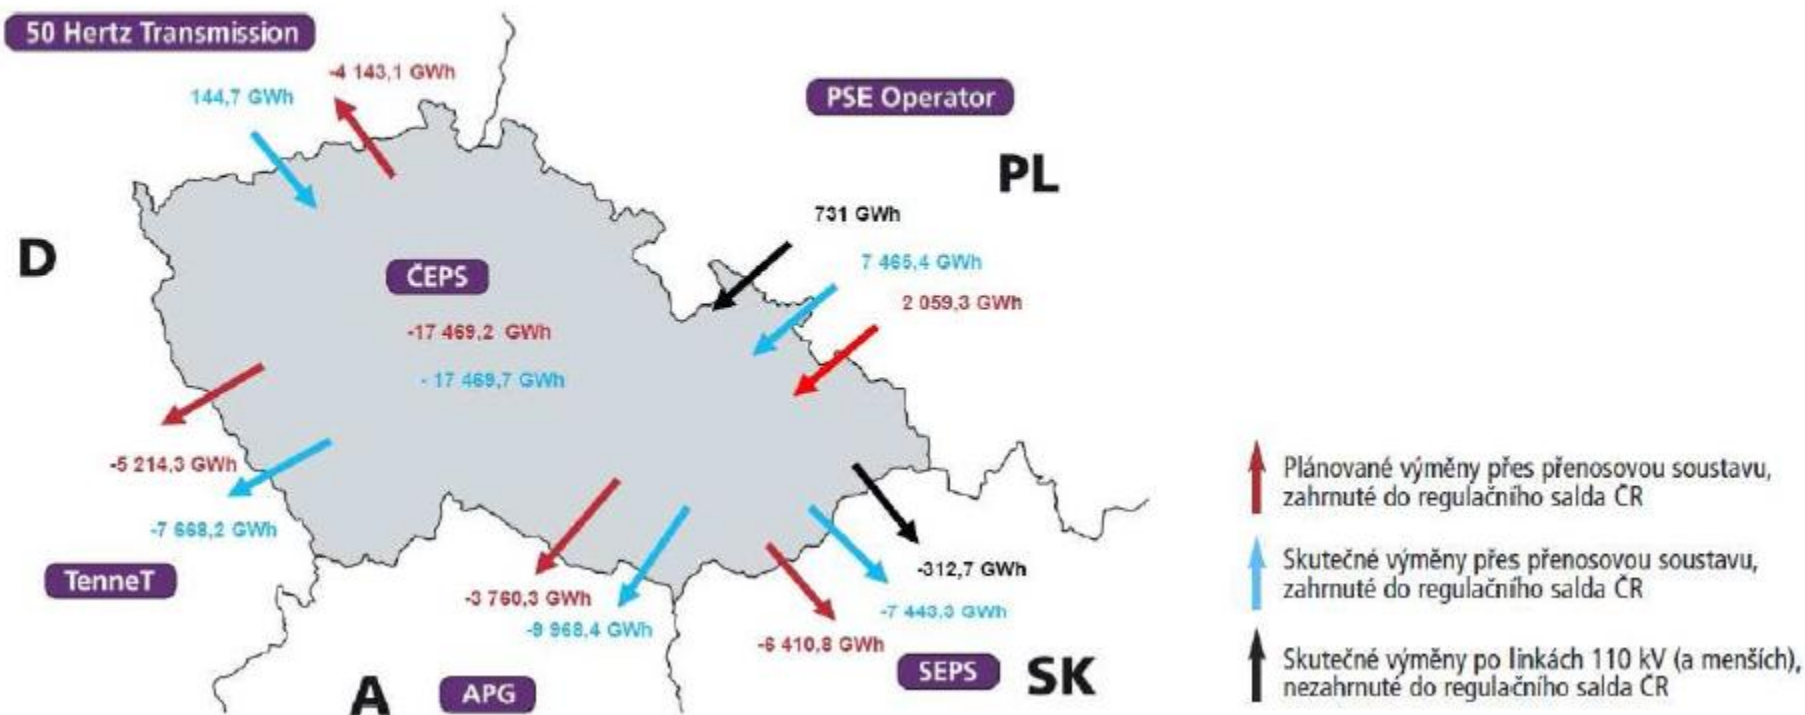 50 Hertz Transmission
-4 143,1 GWh
144,7 GWh
PSE Operator
PL
731 GWh
D
7 465,4 GWh
ČEPS
2 059,3 GWh
-17 469,2 GWh
- 17 469,7 GWh
-5 214,3 GWh
-7 668,2 GWh
TenneT
-312,7 GWh
-3 760,3 GWh
-7 443,3 GWh
-9 968,4 GWh
-6 410,8 GWh
SEPS
SK
A
APG
Plánované výměny přes přenosovou soustavu,
zahrnuté do regulačního salda ČR
Skutečné výměny přes přenosovou soustavu,
zahrnuté do regulačního salda ČR
Skutečné výměny po linkách 110 kV (a menších),
nezahrnuté do regulačního salda ČR